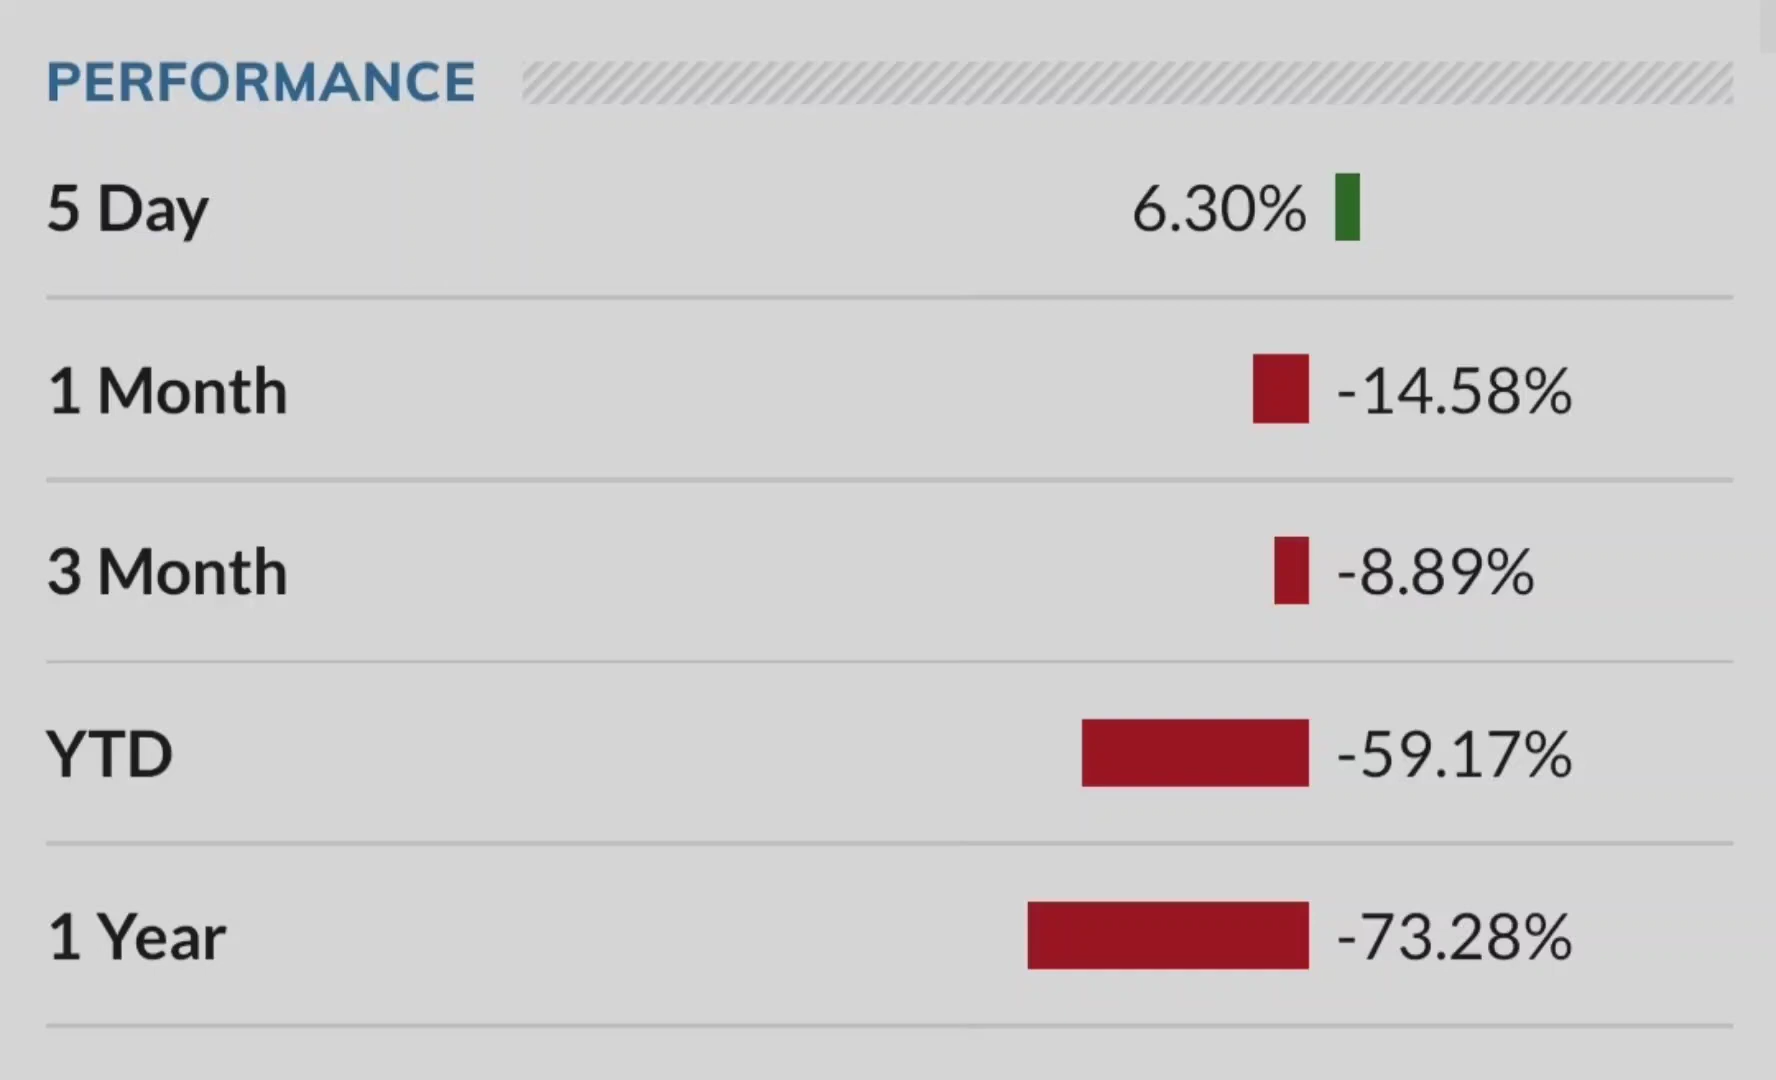 PERFORMANCE
5 Day 6.30%
1 Month -14.58%
3 Month -8.89%
YTD -59.17%
1 Year -73.28%